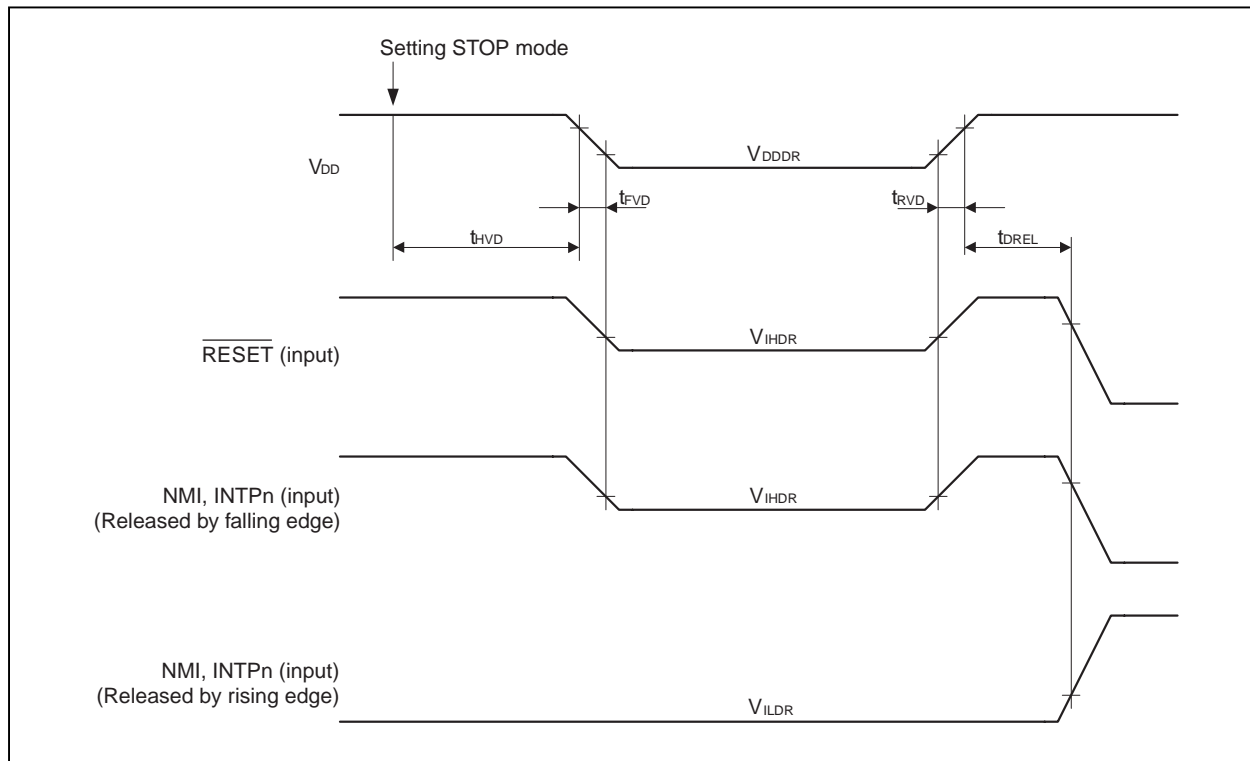 Setting STOP mode
VDD
VDDDR
tFVD
tRVD
tHVD
tDREL
RESET (input)
VIHDR
NMI, INTPn (input)
(Released by falling edge)
VIHDR
NMI, INTPn (input)
(Released by rising edge)
VILDR